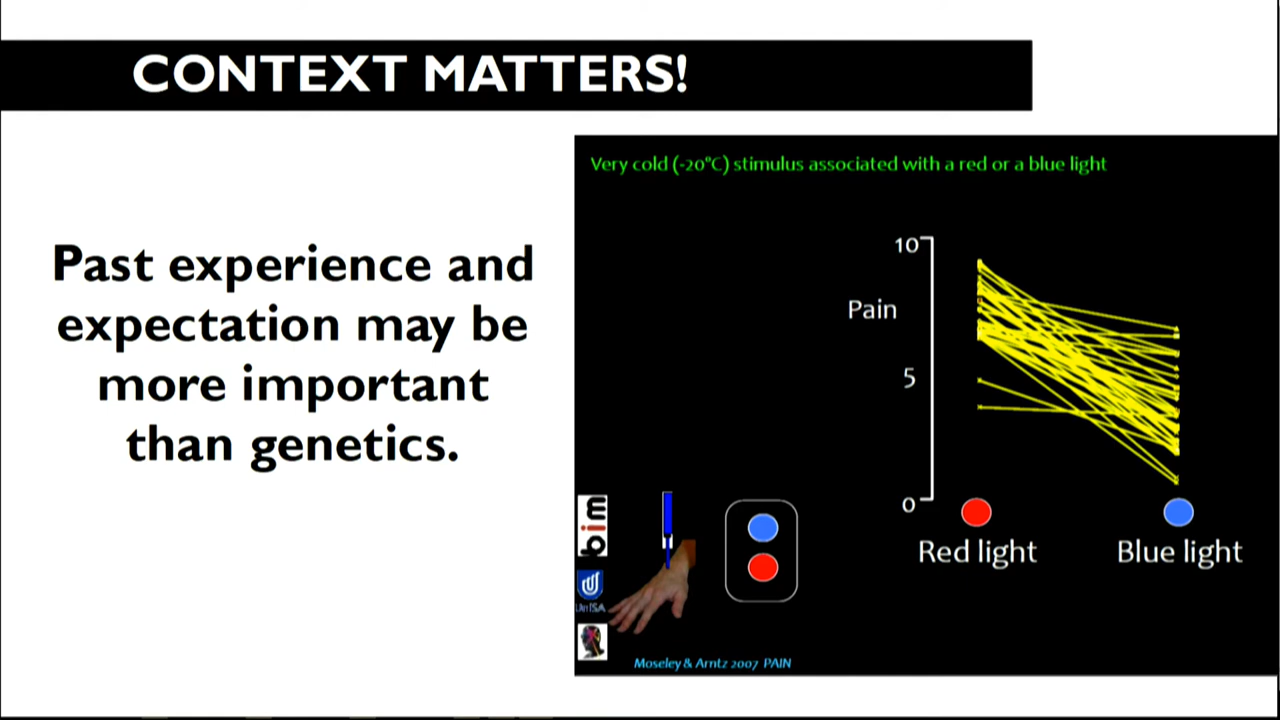 CONTEXT MATTERS!
Past experience and
expectation may be
more important
than genetics.
Very cold (-20°C) stimulus associated with a red or a blue light
10
Pain
5
0
Red light
Blue light
bim
UniSA
Moseley & Arntz 2007 PAIN